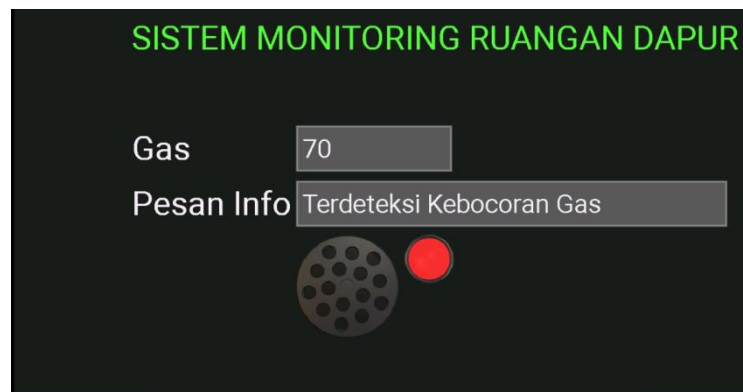 SISTEM MONITORING RUANGAN DAPUR
Gas 70
Pesan Info Terdeteksi Kebocoran Gas